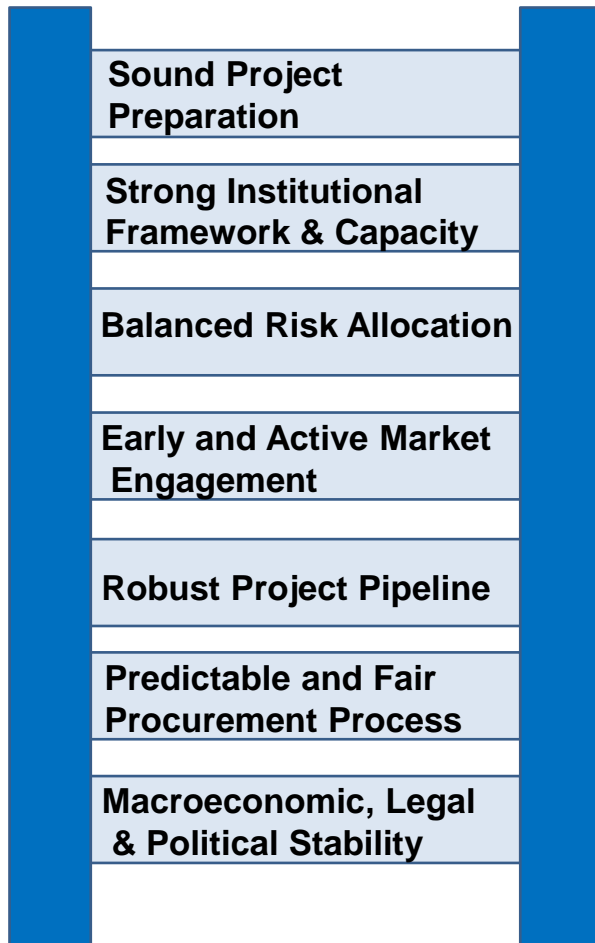 Sound Project
Preparation
Strong Institutional
Framework & Capacity
Balanced Risk Allocation
Early and Active Market
Engagement
Robust Project Pipeline
Predictable and Fair
Procurement Process
Macroeconomic, Legal
& Political Stability